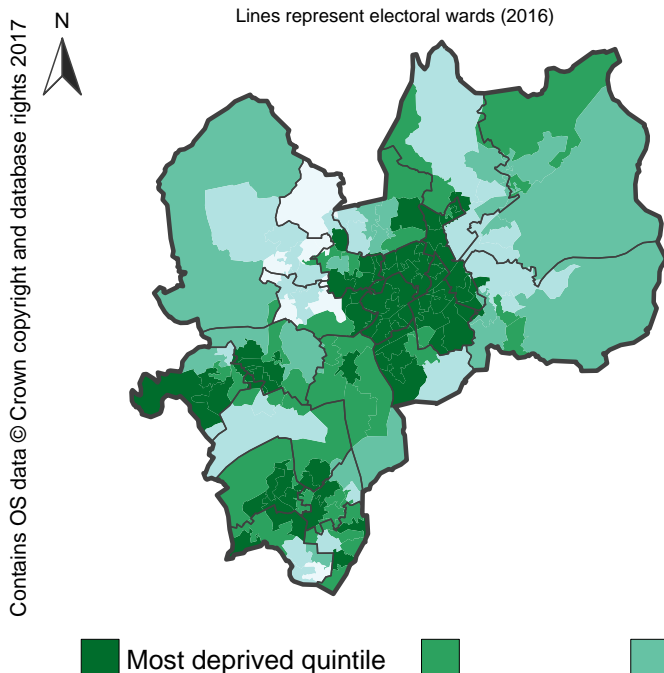 Lines represent electoral wards (2016)
N
Contains OS data © Crown copyright and database rights 2017
Most deprived quintile